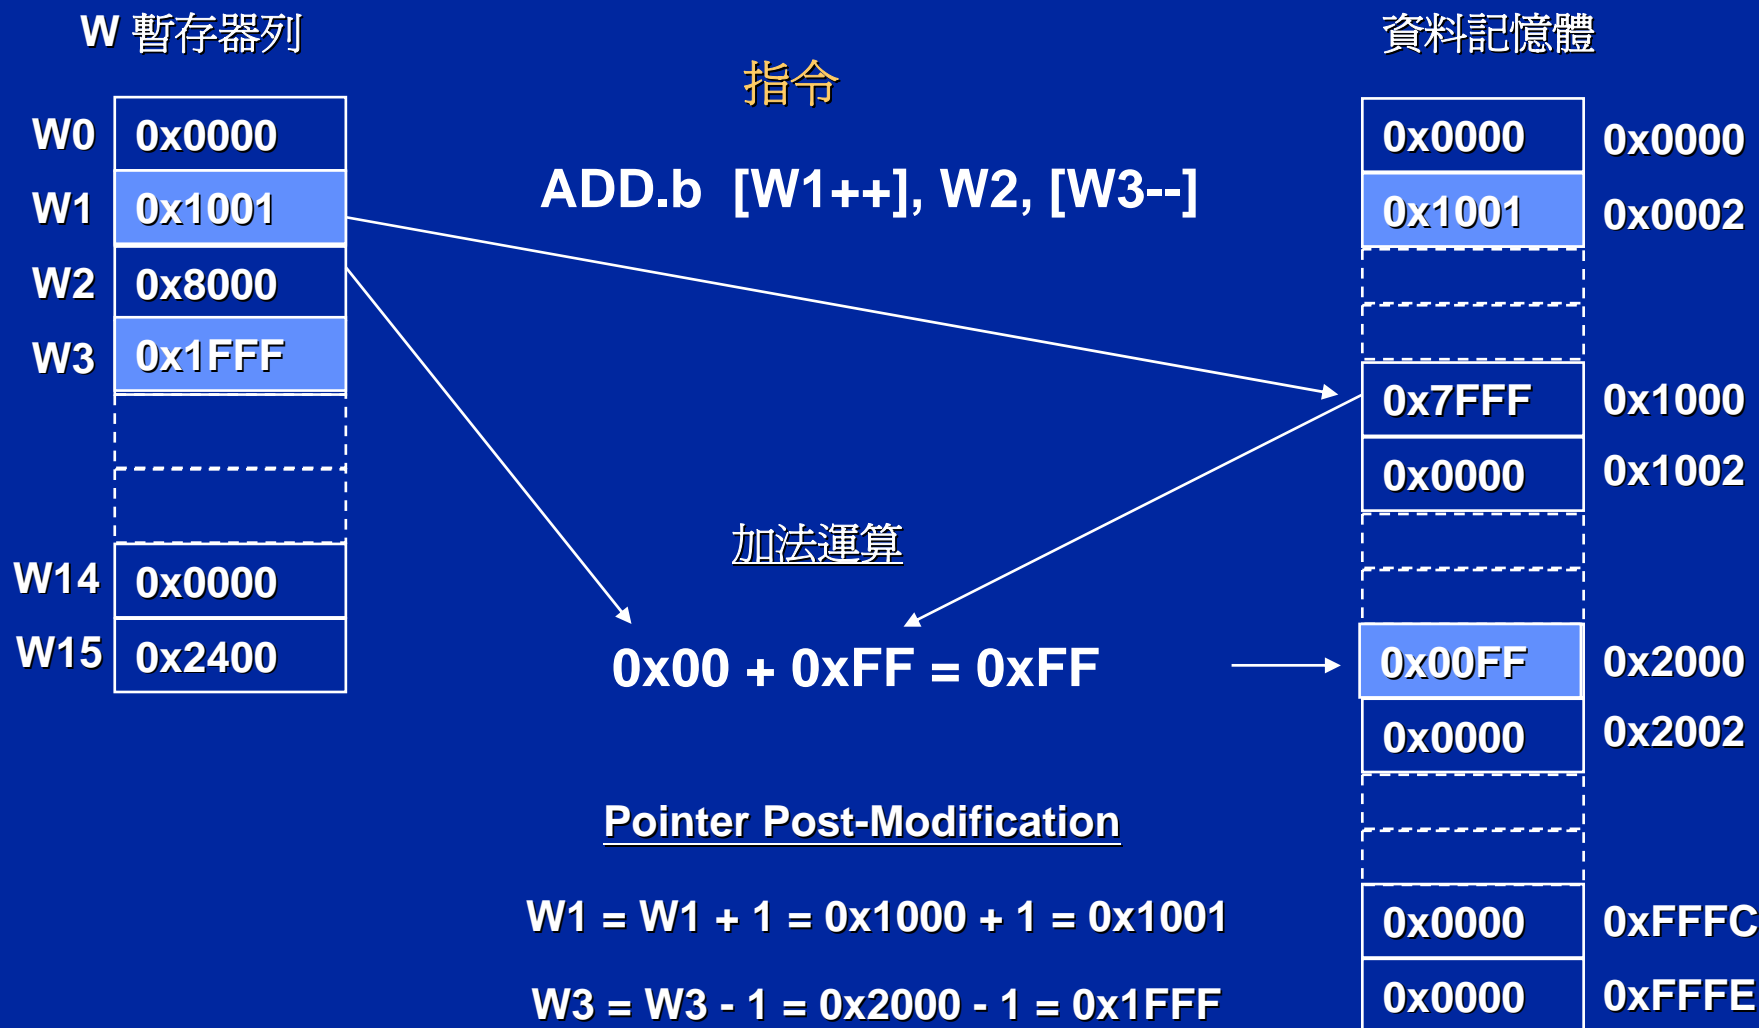 W 暫存器列
資料記憶體
指令
W0 0x0000
0x0000 0x0000
W1 0x1001
ADD.b [W1++], W2, [W3--]
0x1001 0x0002
W2 0x8000
W3 0x1FFF
0x7FFF 0x1000
0x0000 0x1002
加法運算
W14 0x0000
W15 0x2400
0x00 + 0xFF = 0xFF
0x00FF 0x2000
0x0000 0x2002
Pointer Post-Modification
W1 = W1 + 1 = 0x1000 + 1 = 0x1001
0x0000 0xFFFC
W3 = W3 - 1 = 0x2000 - 1 = 0x1FFF
0x0000 0xFFFE